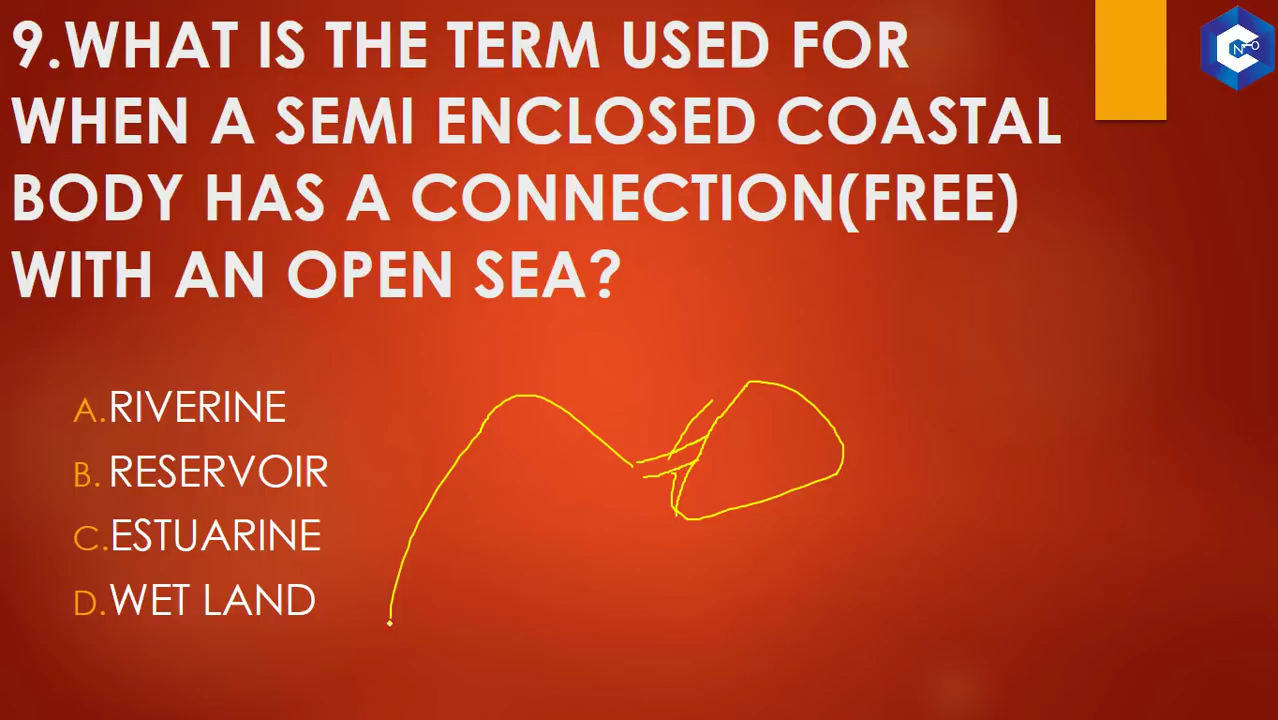 9.WHAT IS THE TERM USED FOR
WHEN A SEMI ENCLOSED COASTAL
BODY HAS A CONNECTION(FREE)
WITH AN OPEN SEA?
A.RIVERINE
B. RESERVOIR
C.ESTUARINE
D.WET LAND